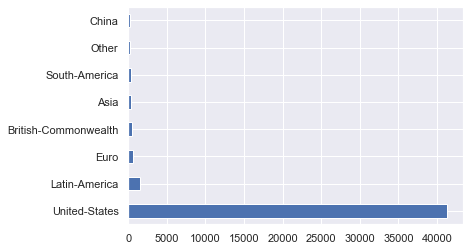 China
Other
South-America
Asia
British-Commonwealth
Euro
Latin-America
United-States
0 5000 10000 15000 20000 25000 30000 35000 40000